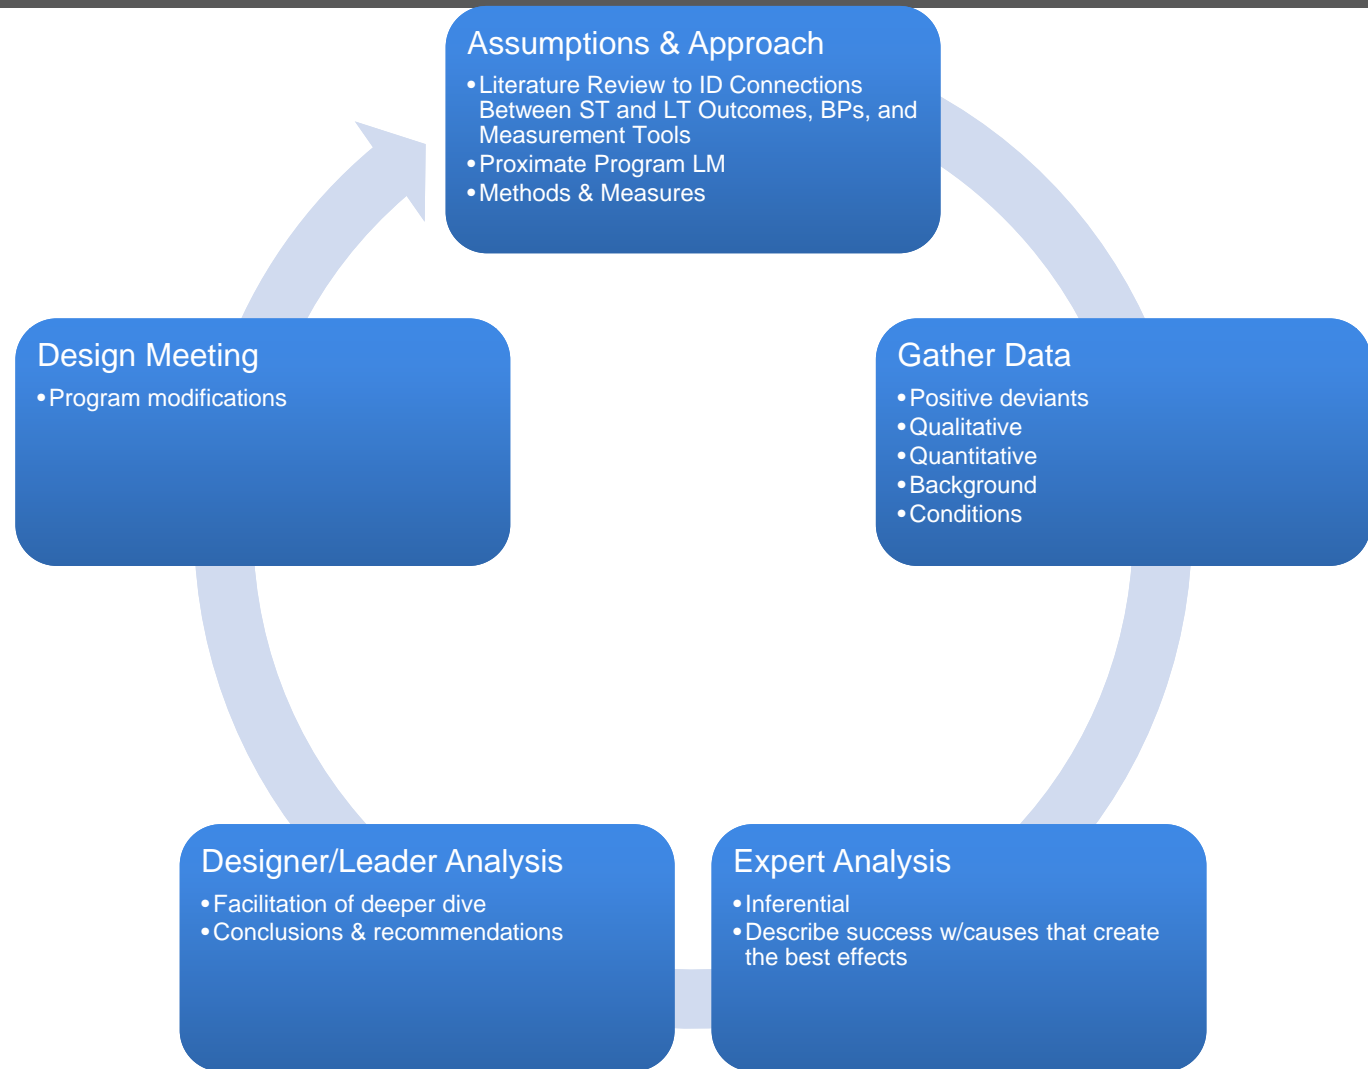 Assumptions & Approach
•Literature Review to ID Connections
Between ST and LT Outcomes, BPs, and
Measurement Tools
•Proximate Program LM
•Methods & Measures
Gather Data
•Positive deviants
•Qualitative
•Quantitative
•Background
•Conditions
Expert Analysis
•Inferential
•Describe success w/causes that create
the best effects
Designer/Leader Analysis
•Facilitation of deeper dive
•Conclusions & recommendations
Design Meeting
•Program modifications